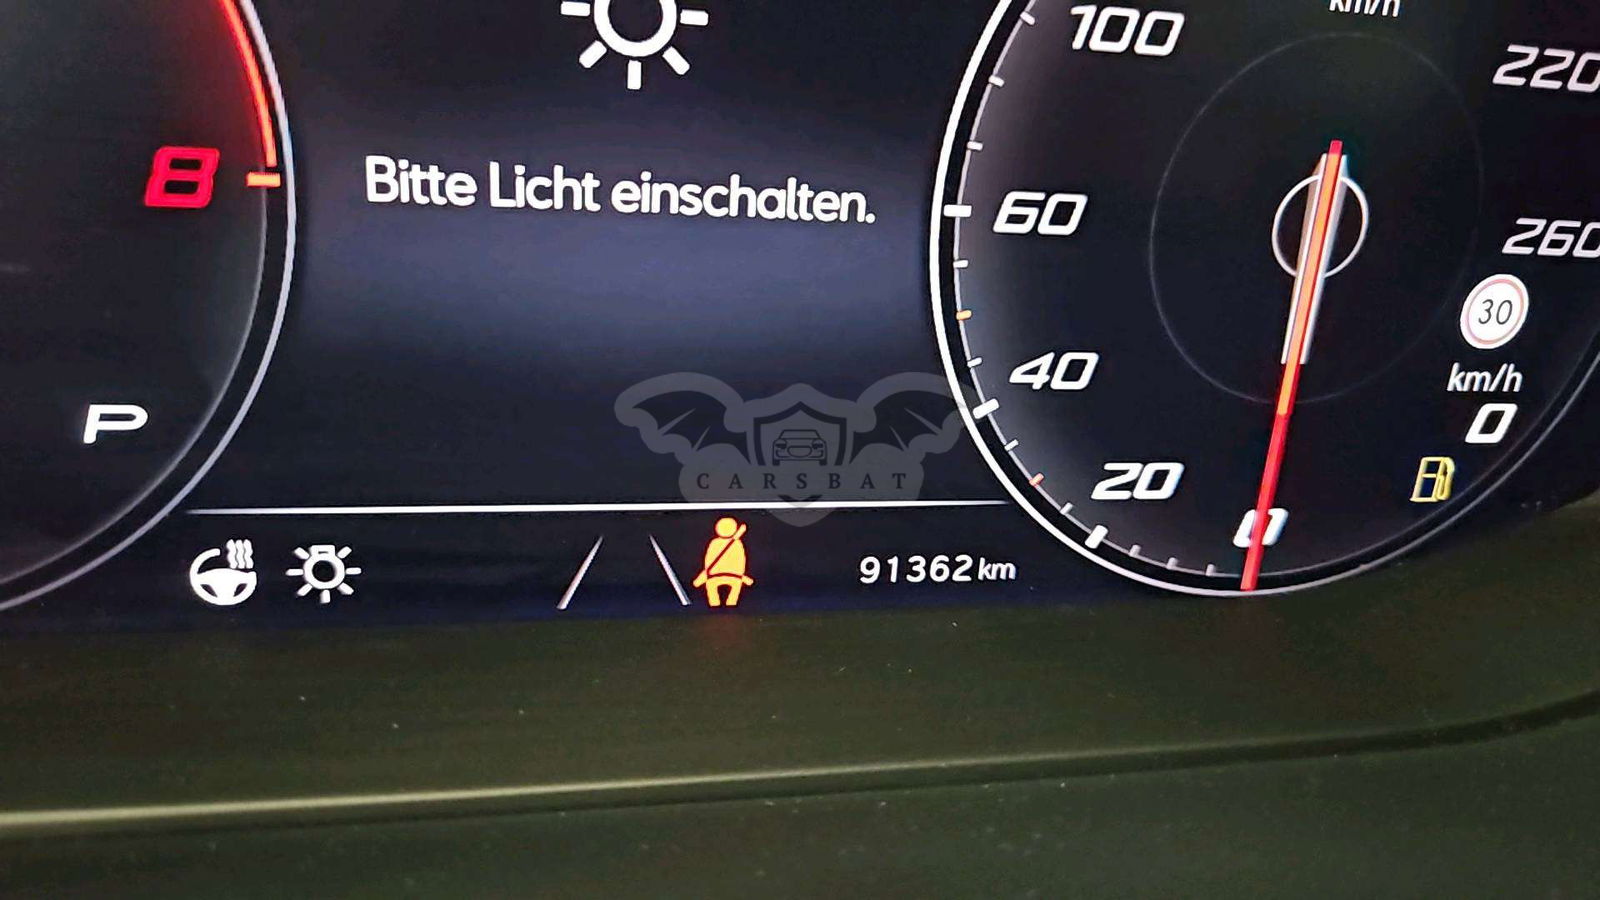 km/h
100
220
8
Bitte Licht einschalten.
60
260
30
40
km/h
P
0
CARSBAT
20
0
91362 km